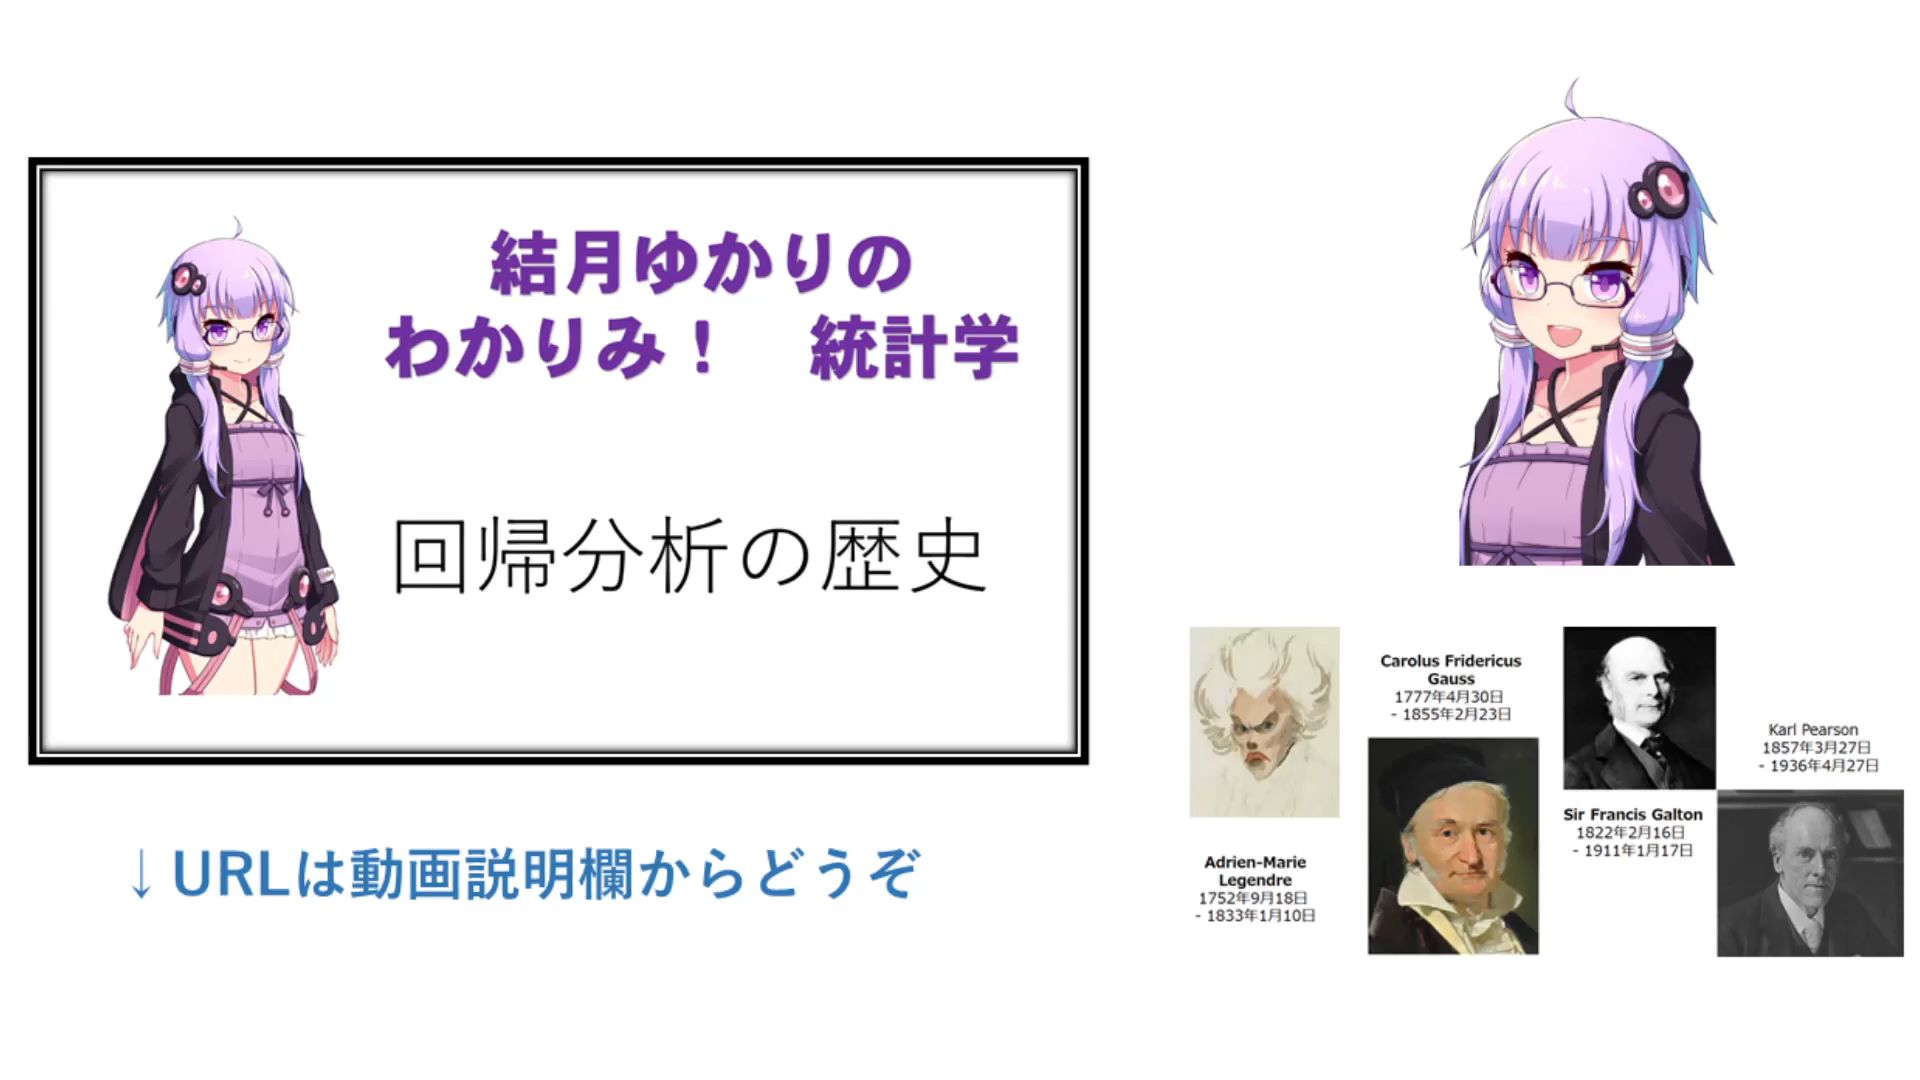 結月ゆかりの
わかりみ！ 統計学
回帰分析の歴史
↓URLは動画説明欄からどうぞ
Adrien-Marie
Legendre
1752年9月18日
- 1833年1月10日
Carolus Fridericus
Gauss
1777年4月30日
- 1855年2月23日
Sir Francis Galton
1822年2月16日
- 1911年1月17日
Karl Pearson
1857年3月27日
- 1936年4月27日